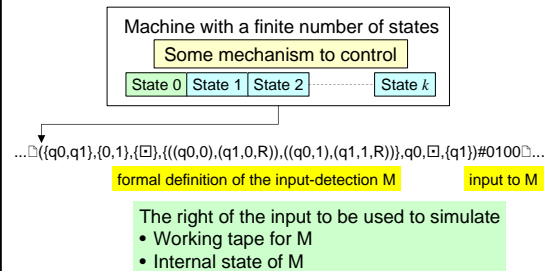 Machine with a finite number of states
Some mechanism to control
State 0 State 1 State 2 State k
...□({q0,q1},{0,1},{⊡},{((q0,0),(q1,0,R)),((q0,1),(q1,1,R))},q0,⊡,{q1})#0100□...
formal definition of the input-detection M input to M
The right of the input to be used to simulate
• Working tape for M
• Internal state of M